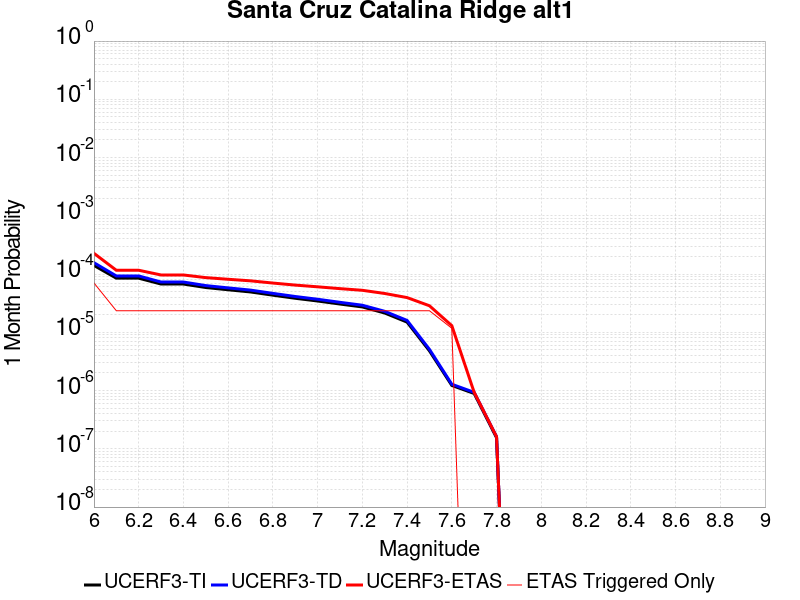 Santa Cruz Catalina Ridge alt1
10^0
10^-1
10^-2
10^-3
10^-4
10^-5
10^-6
10^-7
10^-8
1 Month Probability
6 6.2 6.4 6.6 6.8 7 7.2 7.4 7.6 7.8 8 8.2 8.4 8.6 8.8 9
Magnitude
UCERF3-TI UCERF3-TD UCERF3-ETAS ETAS Triggered Only